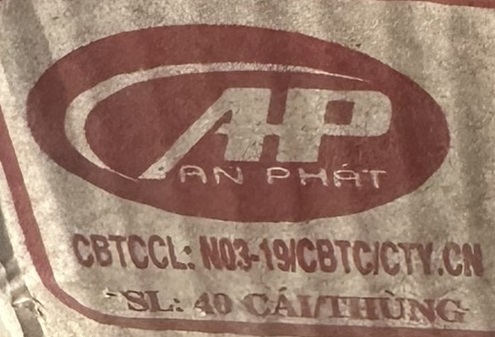 AP
AN PHÁT
CBTCCL: N03-19/CBTC/CTY.CN
SL: 40 CÁI/THÙNG